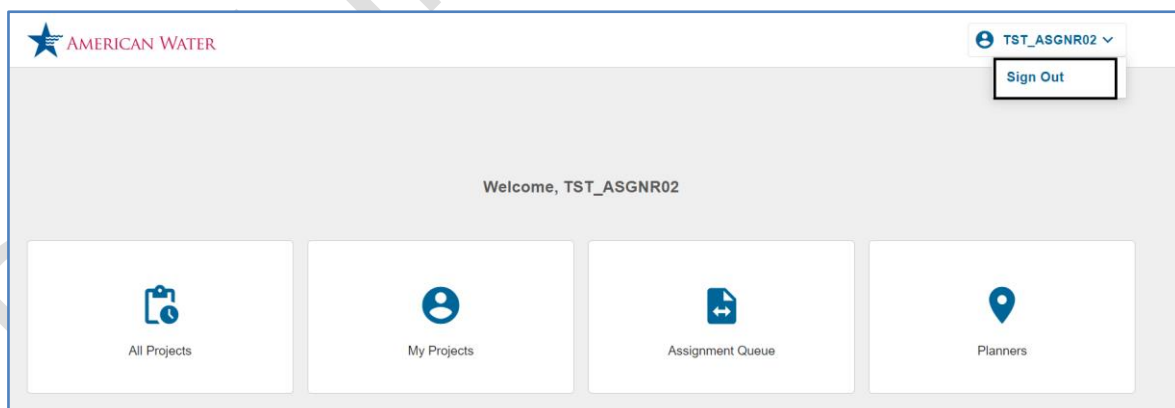 AMERICAN WATER
TST_ASGNR02
Sign Out
Welcome, TST_ASGNR02
All Projects
My Projects
Assignment Queue
Planners